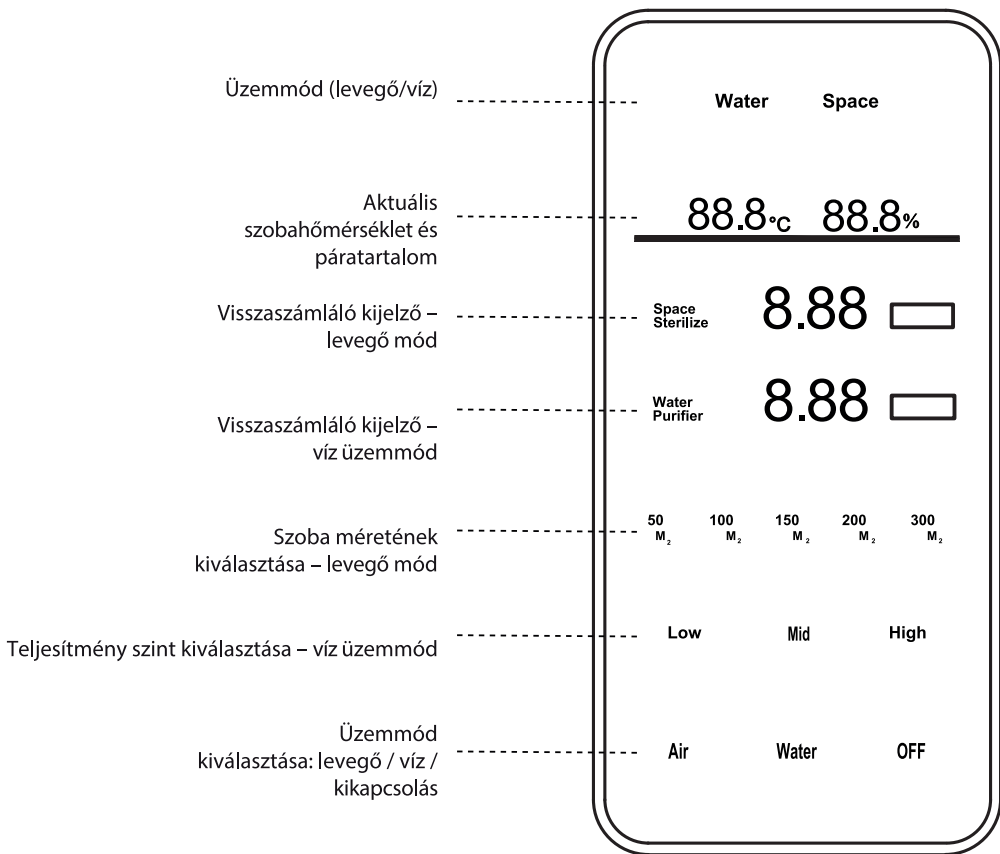 Üzemmód (levegő/víz)
Water Space
Aktuális
szobahőmérséklet és
páratartalom
88.8°C 88.8%
Visszaszámláló kijelző –
levegő mód
Space
Sterilize
8.88
Visszaszámláló kijelző –
víz üzemmód
Water
Purifier
8.88
Szoba méretének
kiválasztása – levegő mód
50 100 150 200 300
M₂ M₂ M₂ M₂ M₂
Teljesítmény szint kiválasztása – víz üzemmód
Low Mid High
Üzemmód
kiválasztása: levegő / víz /
kikapcsolás
Air Water OFF